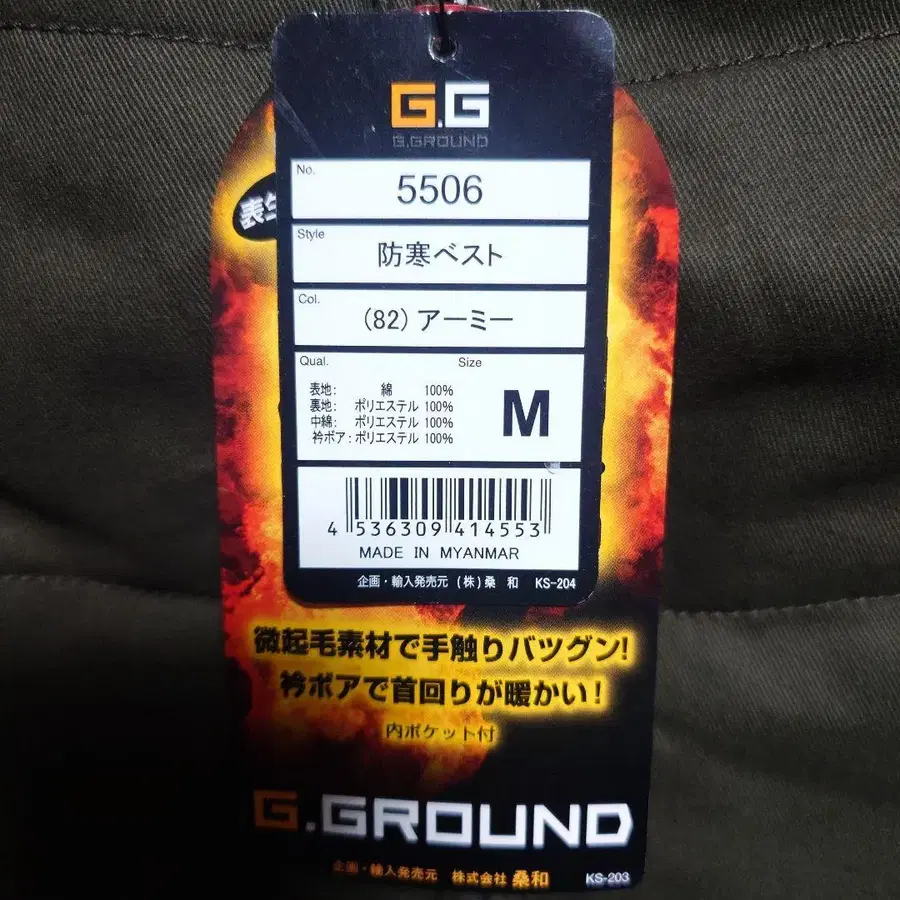 G.G
G.GROUND
No.
5506
表生
Style
防寒ベスト
Col.
(82) アーミー
Qual.
Size
表地: 綿 100%
裏地: ポリエステル 100%
中綿: ポリエステル 100%
衿ボア: ポリエステル 100%
M
4 536309 414553
MADE IN MYANMAR
企画・輸入発売元 (株) 桑 和 KS-204
微起毛素材で手触りバツグン!
衿ボアで首回りが暖かい!
内ポケット付
G.GROUND
企画・輸入発売元 株式会社 桑和 KS-203